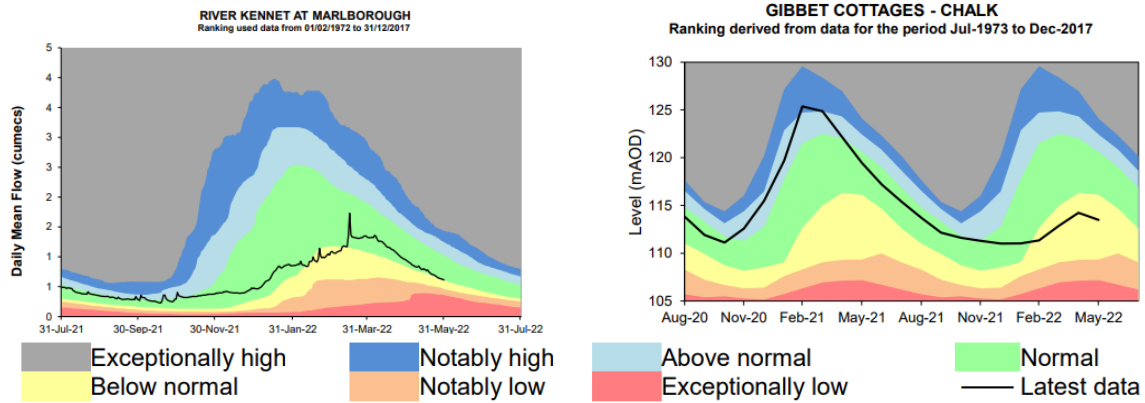 RIVER KENNET AT MARLBOROUGH
Ranking used data from 01/02/1972 to 31/12/2017
Daily Mean Flow (cumecs)
5
4
4
3
3
2
2
1
1
0
31-Jul-21 30-Sep-21 30-Nov-21 31-Jan-22 31-Mar-22 31-May-22 31-Jul-22
GIBBET COTTAGES - CHALK
Ranking derived from data for the period Jul-1973 to Dec-2017
Level (mAOD)
130
125
120
115
110
105
Aug-20 Nov-20 Feb-21 May-21 Aug-21 Nov-21 Feb-22 May-22
Exceptionally high Notably high Above normal Normal
Below normal Notably low Exceptionally low Latest data